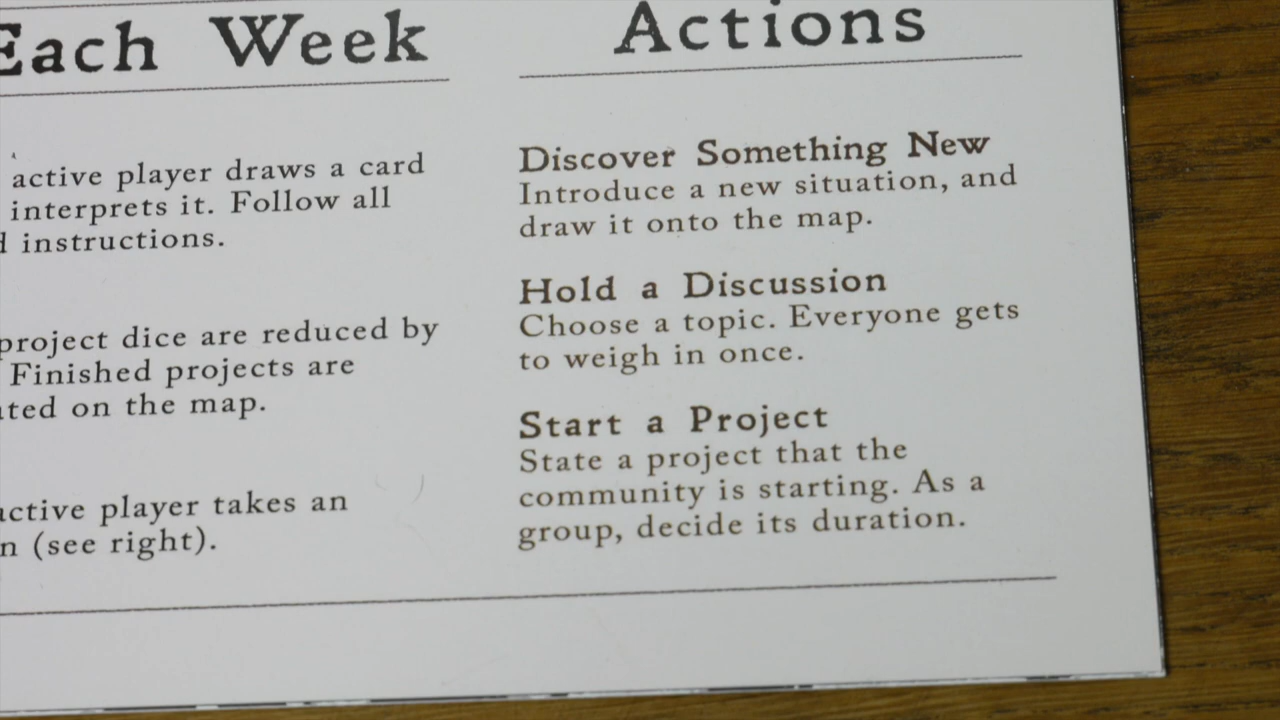 Each Week
active player draws a card
interprets it. Follow all
instructions.
project dice are reduced by
Finished projects are
on the map.
active player takes an
(see right).
Actions
Discover Something New
Introduce a new situation, and
draw it onto the map.
Hold a Discussion
Choose a topic. Everyone gets
to weigh in once.
Start a Project
State a project that the
community is starting. As a
group, decide its duration.